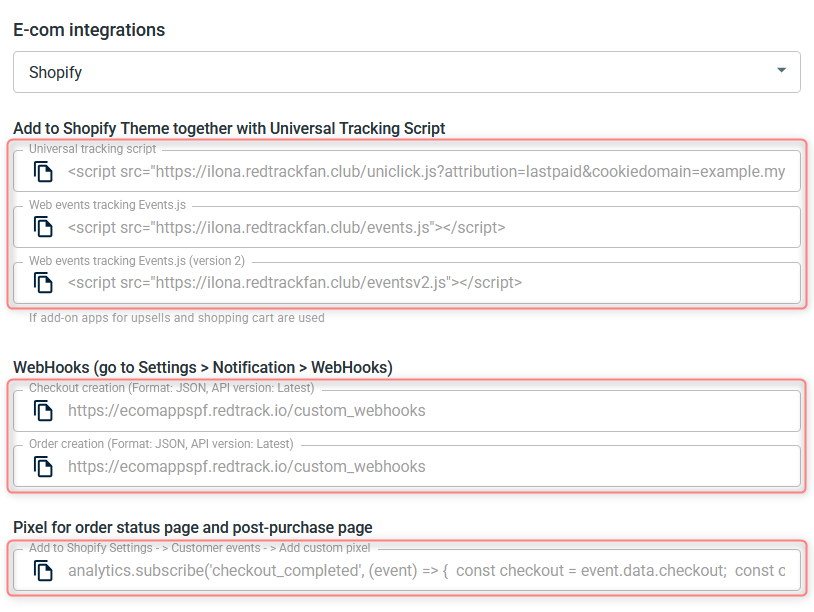 E-com integrations
Shopify
Add to Shopify Theme together with Universal Tracking Script
Universal tracking script
<script src="https://ilona.redtrackfan.club/uniclick.js?attribution=lastpaid&cookiedomain=example.my
Web events tracking Events.js
<script src="https://ilona.redtrackfan.club/events.js"></script>
Web events tracking Events.js (version 2)
<script src="https://ilona.redtrackfan.club/eventsv2.js"></script>
If add-on apps for upsells and shopping cart are used
WebHooks (go to Settings > Notification > WebHooks)
Checkout creation (Format: JSON, API version: Latest)
https://ecomappspf.redtrack.io/custom_webhooks
Order creation (Format: JSON, API version: Latest)
https://ecomappspf.redtrack.io/custom_webhooks
Pixel for order status page and post-purchase page
Add to Shopify Settings - > Customer events - > Add custom pixel
analytics.subscribe('checkout_completed', (event) => { const checkout = event.data.checkout; const o